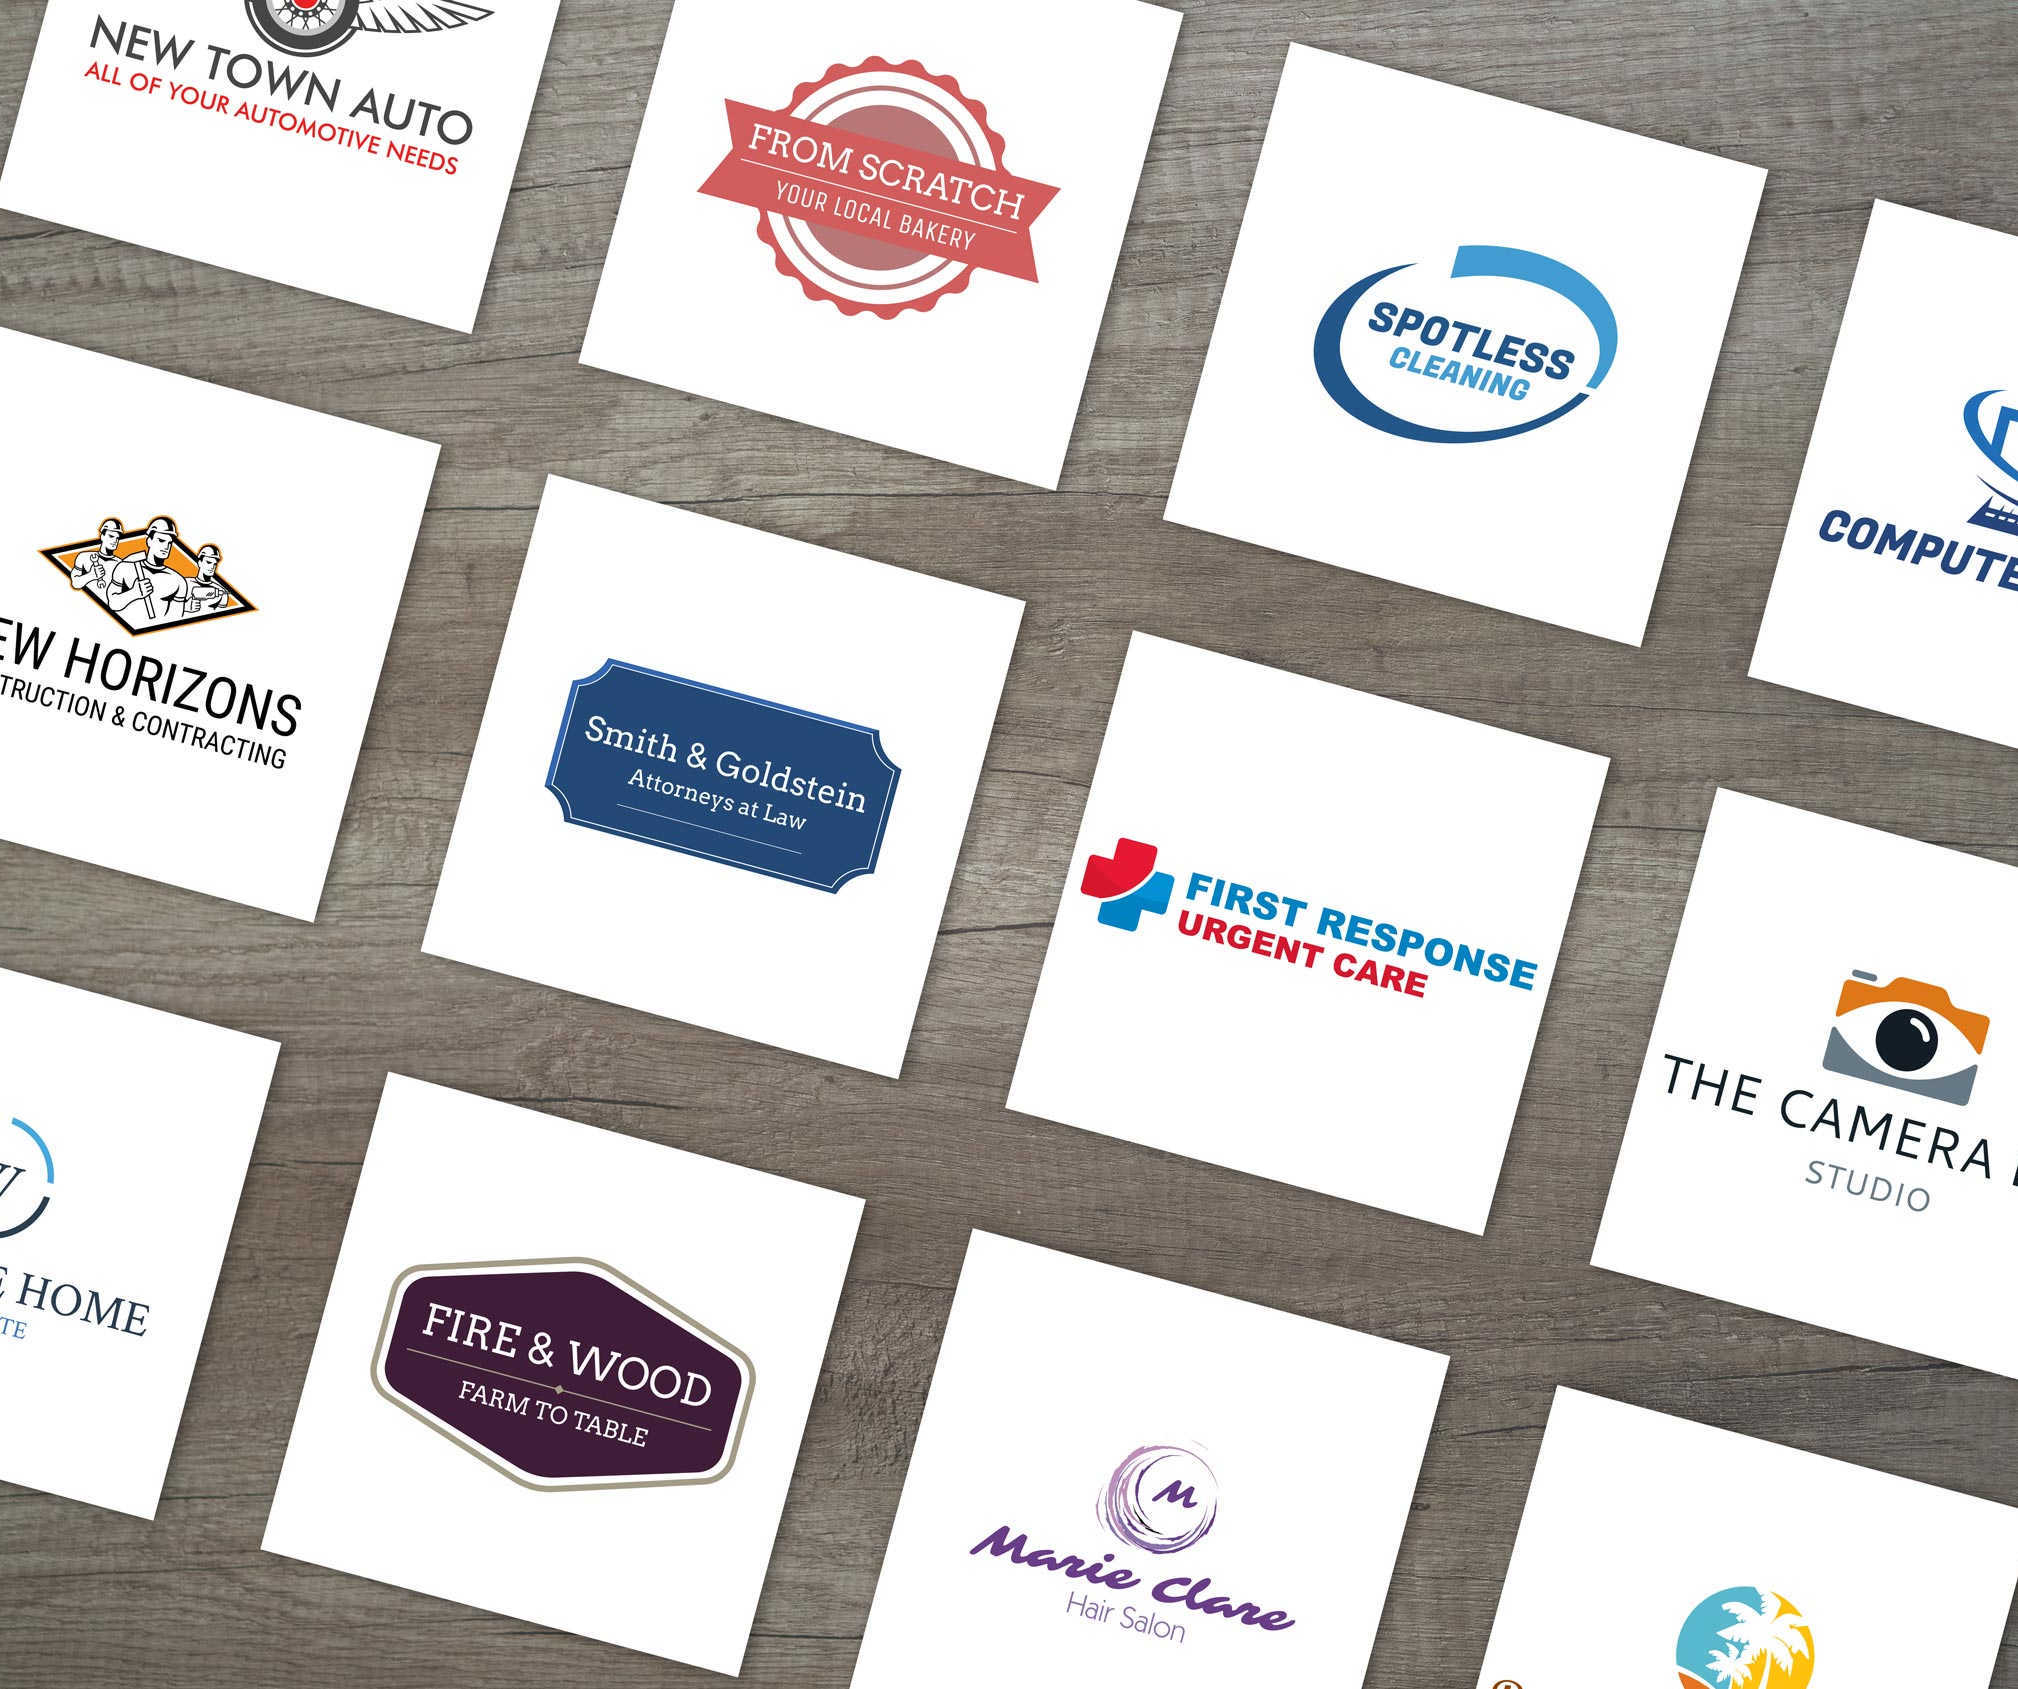 NEW TOWN AUTO
ALL OF YOUR AUTOMOTIVE NEEDS
FROM SCRATCH
YOUR LOCAL BAKERY
SPOTLESS
CLEANING
COMPUTE
EW HORIZONS
TRUCTION & CONTRACTING
Smith & Goldstein
Attorneys at Law
FIRST RESPONSE
URGENT CARE
THE CAMERA
STUDIO
E HOME
TE
FIRE & WOOD
FARM TO TABLE
M
Marie Clare
Hair Salon